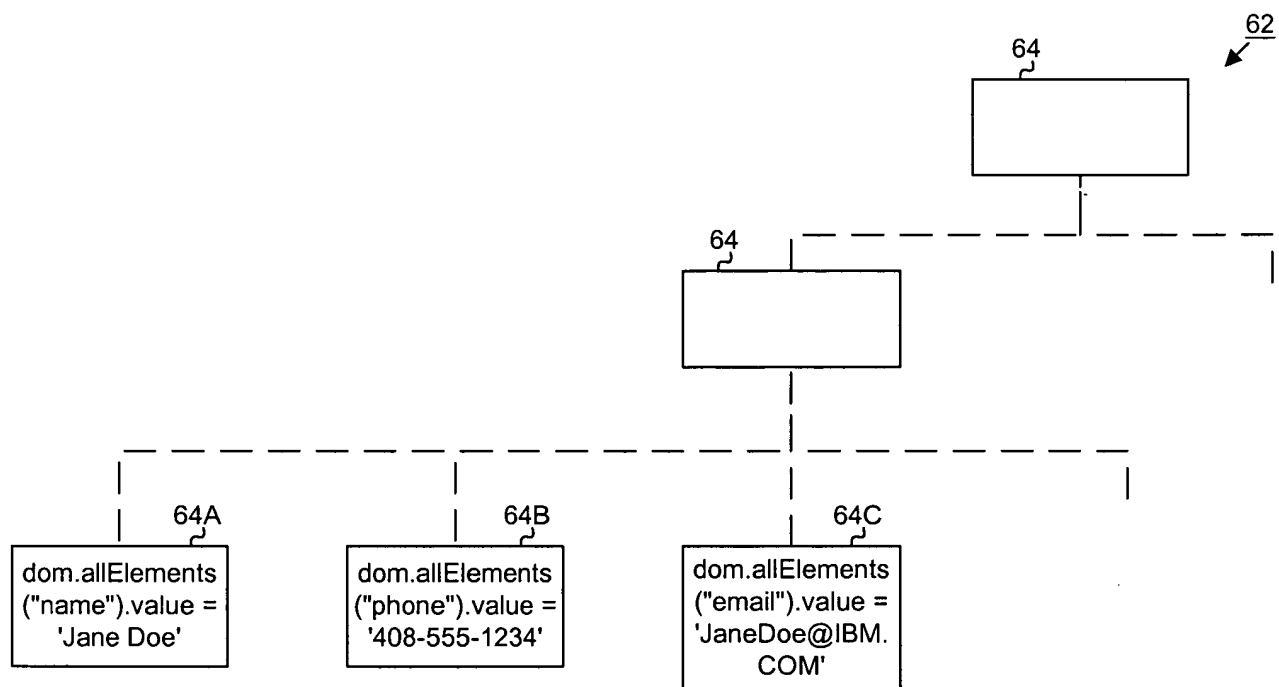 62
64
64
64A
64B
64C
dom.allElements
("name").value =
'Jane Doe'
dom.allElements
("phone").value =
'408-555-1234'
dom.allElements
("email").value =
'JaneDoe@IBM.
COM'